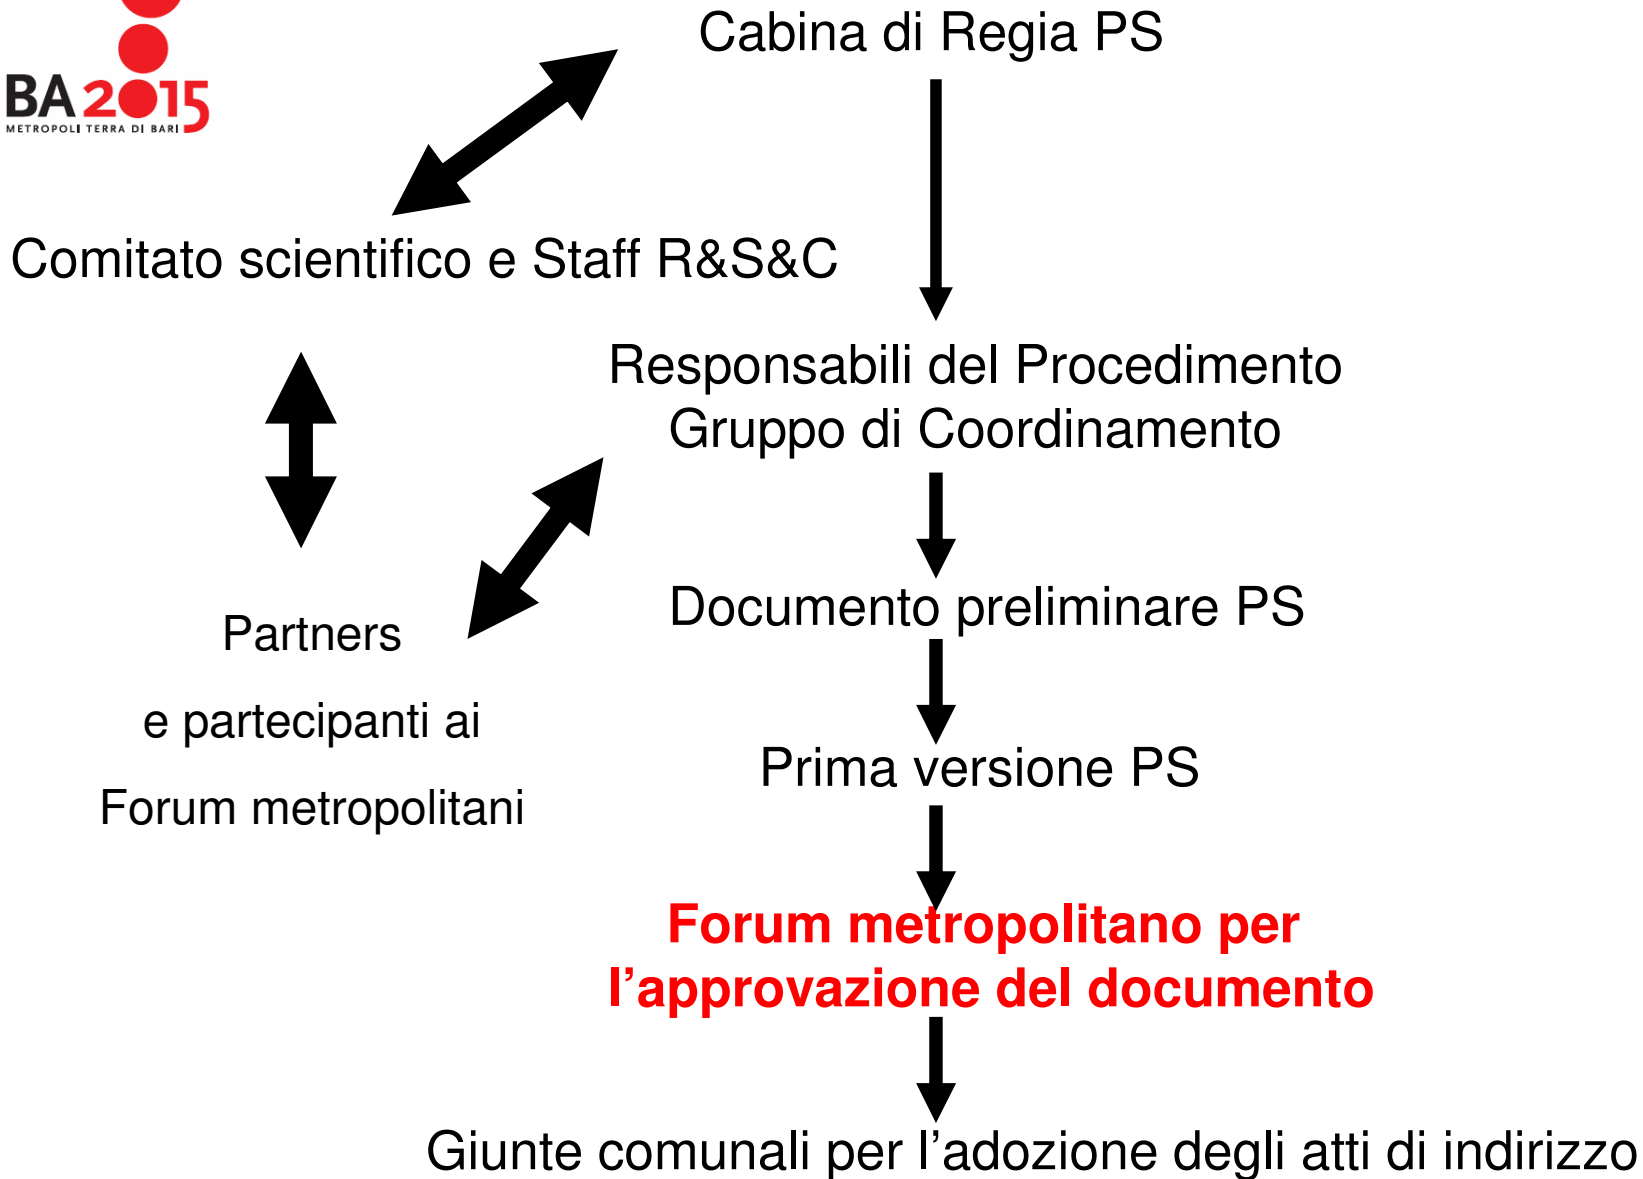 BA 2015
METROPOLI TERRA DI BARI
Cabina di Regia PS
Comitato scientifico e Staff R&S&C
Responsabili del Procedimento
Gruppo di Coordinamento
Documento preliminare PS
Partners
e partecipanti ai
Forum metropolitani
Prima versione PS
Forum metropolitano per
l’approvazione del documento
Giunte comunali per l’adozione degli atti di indirizzo